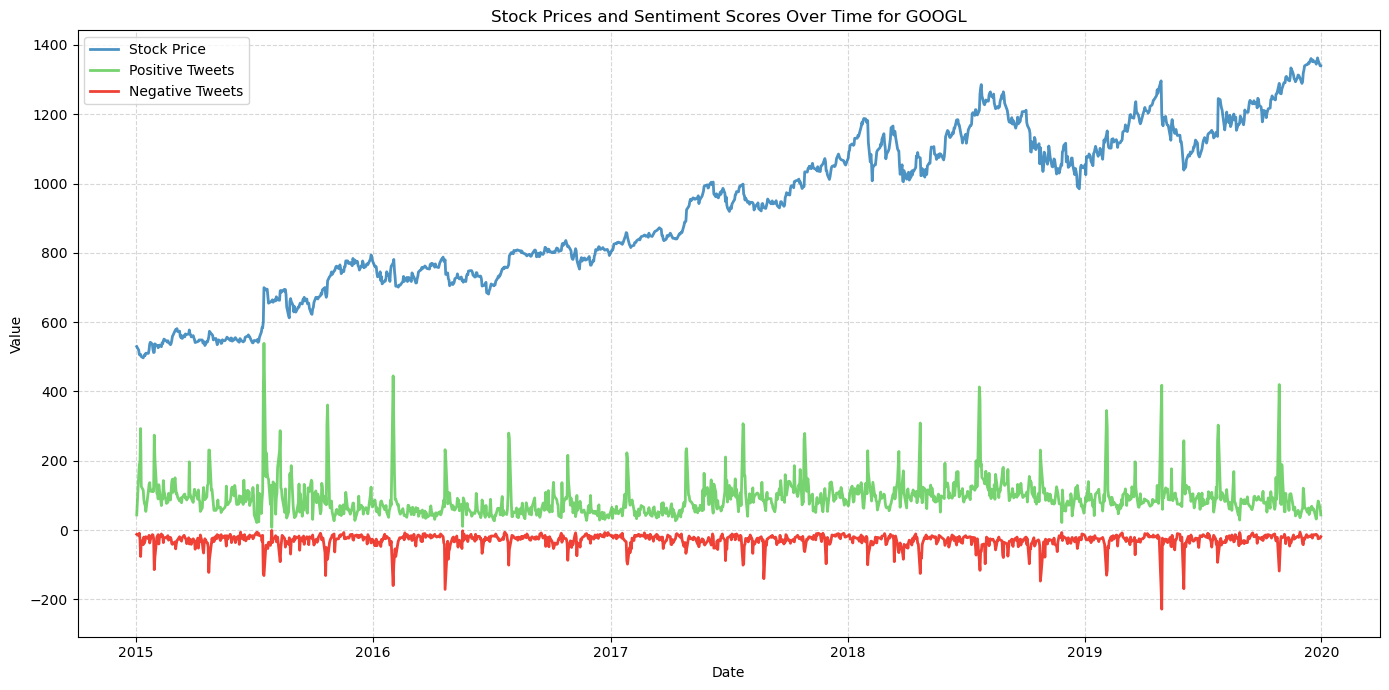 Stock Prices and Sentiment Scores Over Time for GOOGL
Stock Price
Positive Tweets
Negative Tweets
1400
1200
1000
800
600
400
200
0
−200
Value
2015
2016
2017
2018
2019
2020
Date